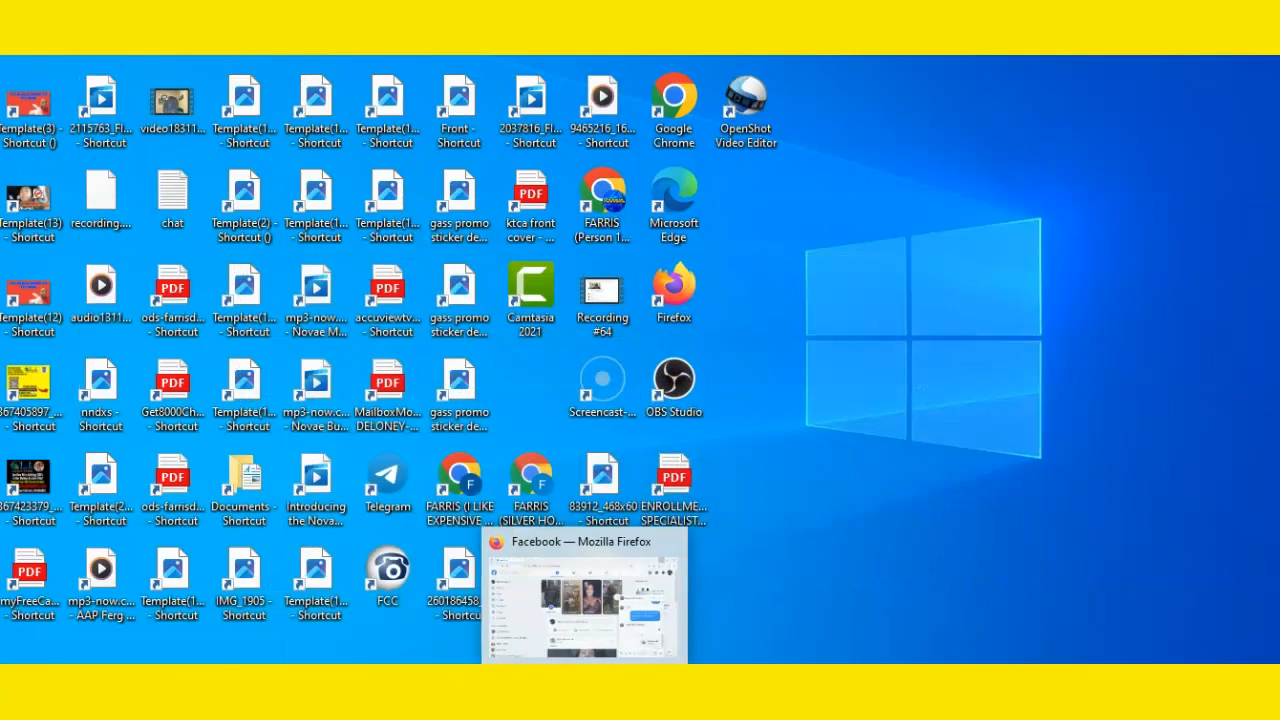 Template(3) -
Shortcut ()
2115763_Fl...
- Shortcut
video18311...
Template(1...
- Shortcut
Template(1...
- Shortcut
Template(1...
- Shortcut
Front -
Shortcut
2037816_Fl...
- Shortcut
9465216_16...
- Shortcut
Google
Chrome
OpenShot
Video Editor
Template(13)
- Shortcut
recording....
chat
Template(2) -
Shortcut ()
Template(1...
- Shortcut
Template(1...
- Shortcut
gass promo
sticker de...
PDF
ktca front
cover - ...
FARRIS
(Person 1...
Microsoft
Edge
Template(12)
- Shortcut
audio1311...
PDF
ods-farrisd...
- Shortcut
Template(1...
- Shortcut
mp3-now....
- Novae M...
PDF
accuviewtv...
- Shortcut
gass promo
sticker de...
Camtasia
2021
Recording
#64
Firefox
367405897_...
- Shortcut
nndxs -
Shortcut
PDF
Get8000Ch...
- Shortcut
Template(1...
- Shortcut
mp3-now.c...
- Novae Bu...
PDF
MailboxMo...
DELONEY-...
gass promo
sticker de...
Screencast-...
OBS Studio
367423379_...
- Shortcut
Template(2...
- Shortcut
PDF
ods-farrisd...
- Shortcut
Documents -
Shortcut
Introducing
the Nova...
Telegram
F
FARRIS (I LIKE
EXPENSIVE ...
F
FARRIS
(SILVER HO...
83912_468x60
- Shortcut
PDF
ENROLLME...
SPECIALIST...
PDF
myFreeCa...
- Shortcut
mp3-now.c...
- AAP Ferg ...
Template(1...
- Shortcut
IMG_1905 -
Shortcut
Template(1...
- Shortcut
FCC
260186458_
- Shortcu
Facebook — Mozilla Firefox